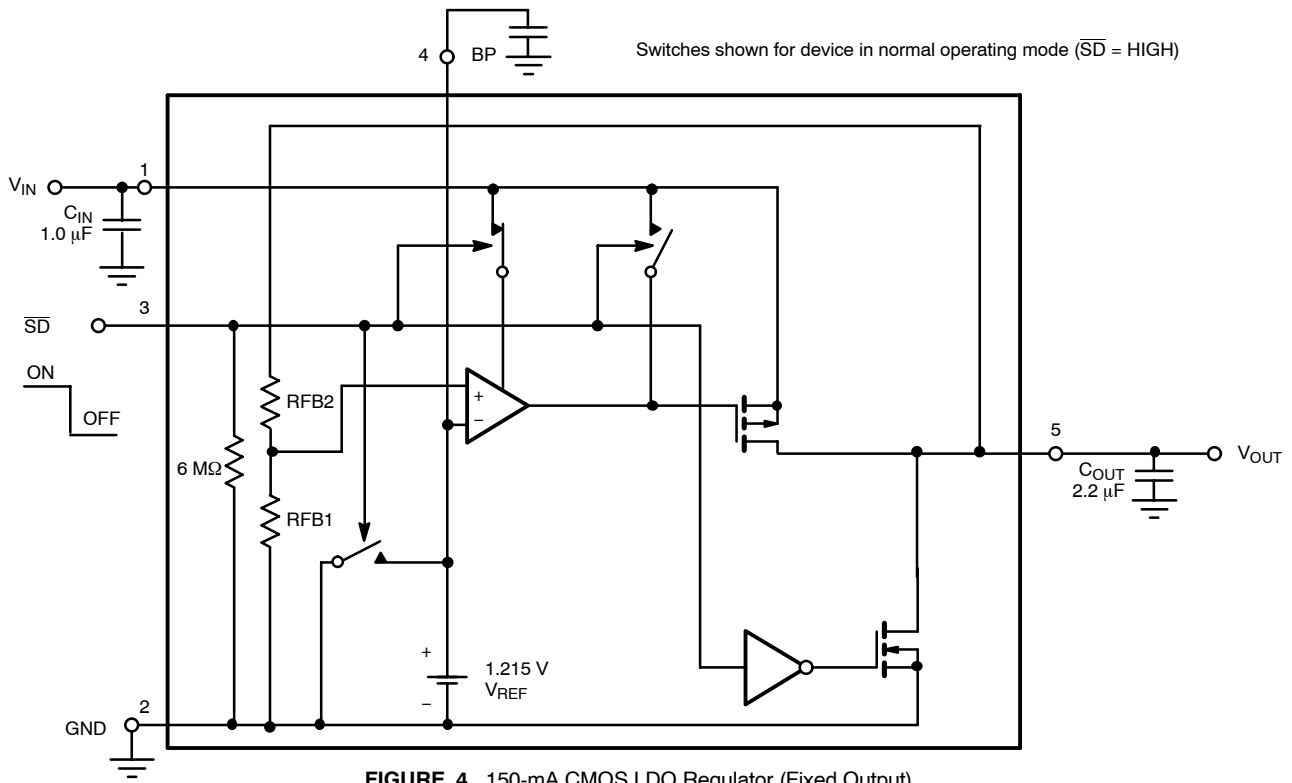 4
BP
Switches shown for device in normal operating mode (S̅D̅ = HIGH)
1
VIN
CIN
1.0 μF
3
S̅D̅
ON
OFF
RFB2
+
−
5
VOUT
COUT
2.2 μF
6 MΩ
RFB1
+
1.215 V
VREF
−
2
GND
FIGURE 4. 150-mA CMOS LDO Regulator (Fixed Output)